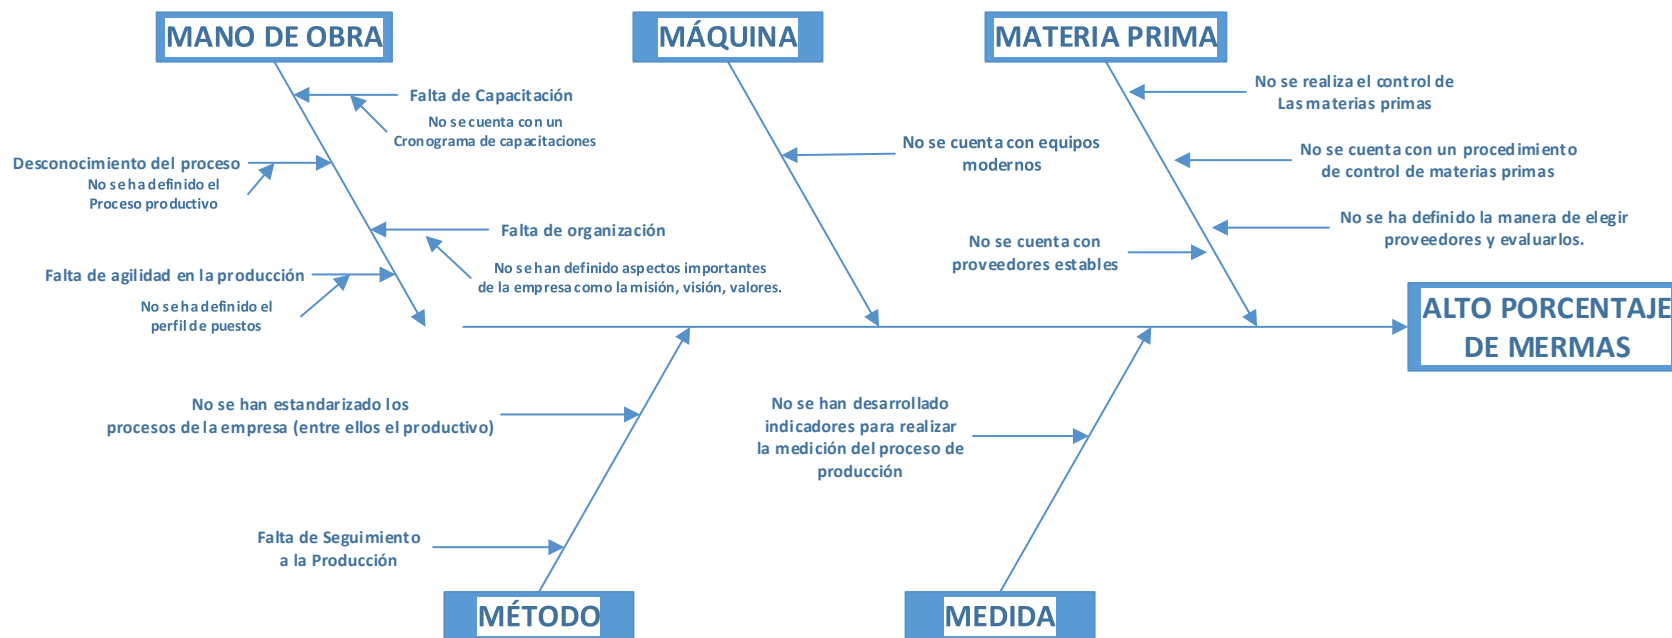 MANO DE OBRA
MÁQUINA
MATERIA PRIMA
Falta de Capacitación
No se cuenta con un
Cronograma de capacitaciones
Desconocimiento del proceso
No se ha definido el
Proceso productivo
Falta de organización
No se han definido aspectos importantes
de la empresa como la misión, visión, valores.
Falta de agilidad en la producción
No se ha definido el
perfil de puestos
No se cuenta con equipos
modernos
No se realiza el control de
Las materias primas
No se cuenta con un procedimiento
de control de materias primas
No se ha definido la manera de elegir
proveedores y evaluarlos.
No se cuenta con
proveedores estables
ALTO PORCENTAJE
DE MERMAS
No se han estandarizado los
procesos de la empresa (entre ellos el productivo)
Falta de Seguimiento
a la Producción
No se han desarrollado
indicadores para realizar
la medición del proceso de
producción
MÉTODO
MEDIDA